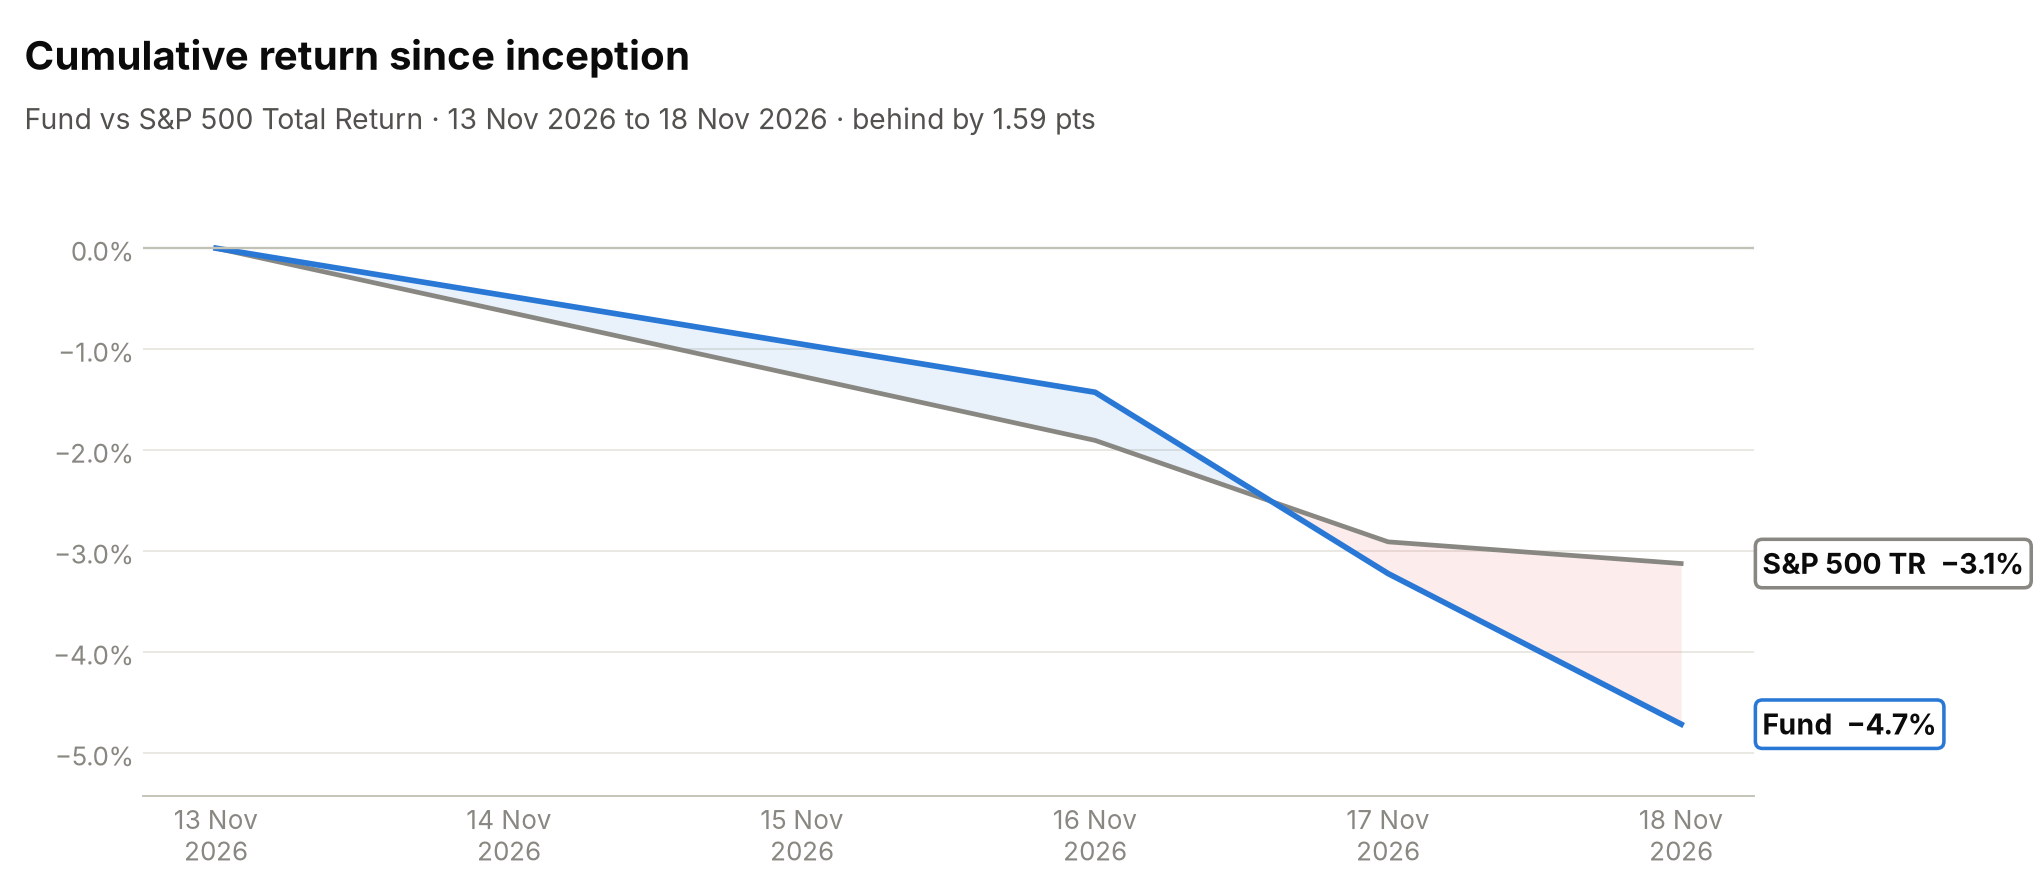 Cumulative return since inception
Fund vs S&P 500 Total Return · 13 Nov 2026 to 18 Nov 2026 · behind by 1.59 pts
0.0%
−1.0%
−2.0%
−3.0%
−4.0%
−5.0%
S&P 500 TR −3.1%
Fund −4.7%
13 Nov
2026
14 Nov
2026
15 Nov
2026
16 Nov
2026
17 Nov
2026
18 Nov
2026